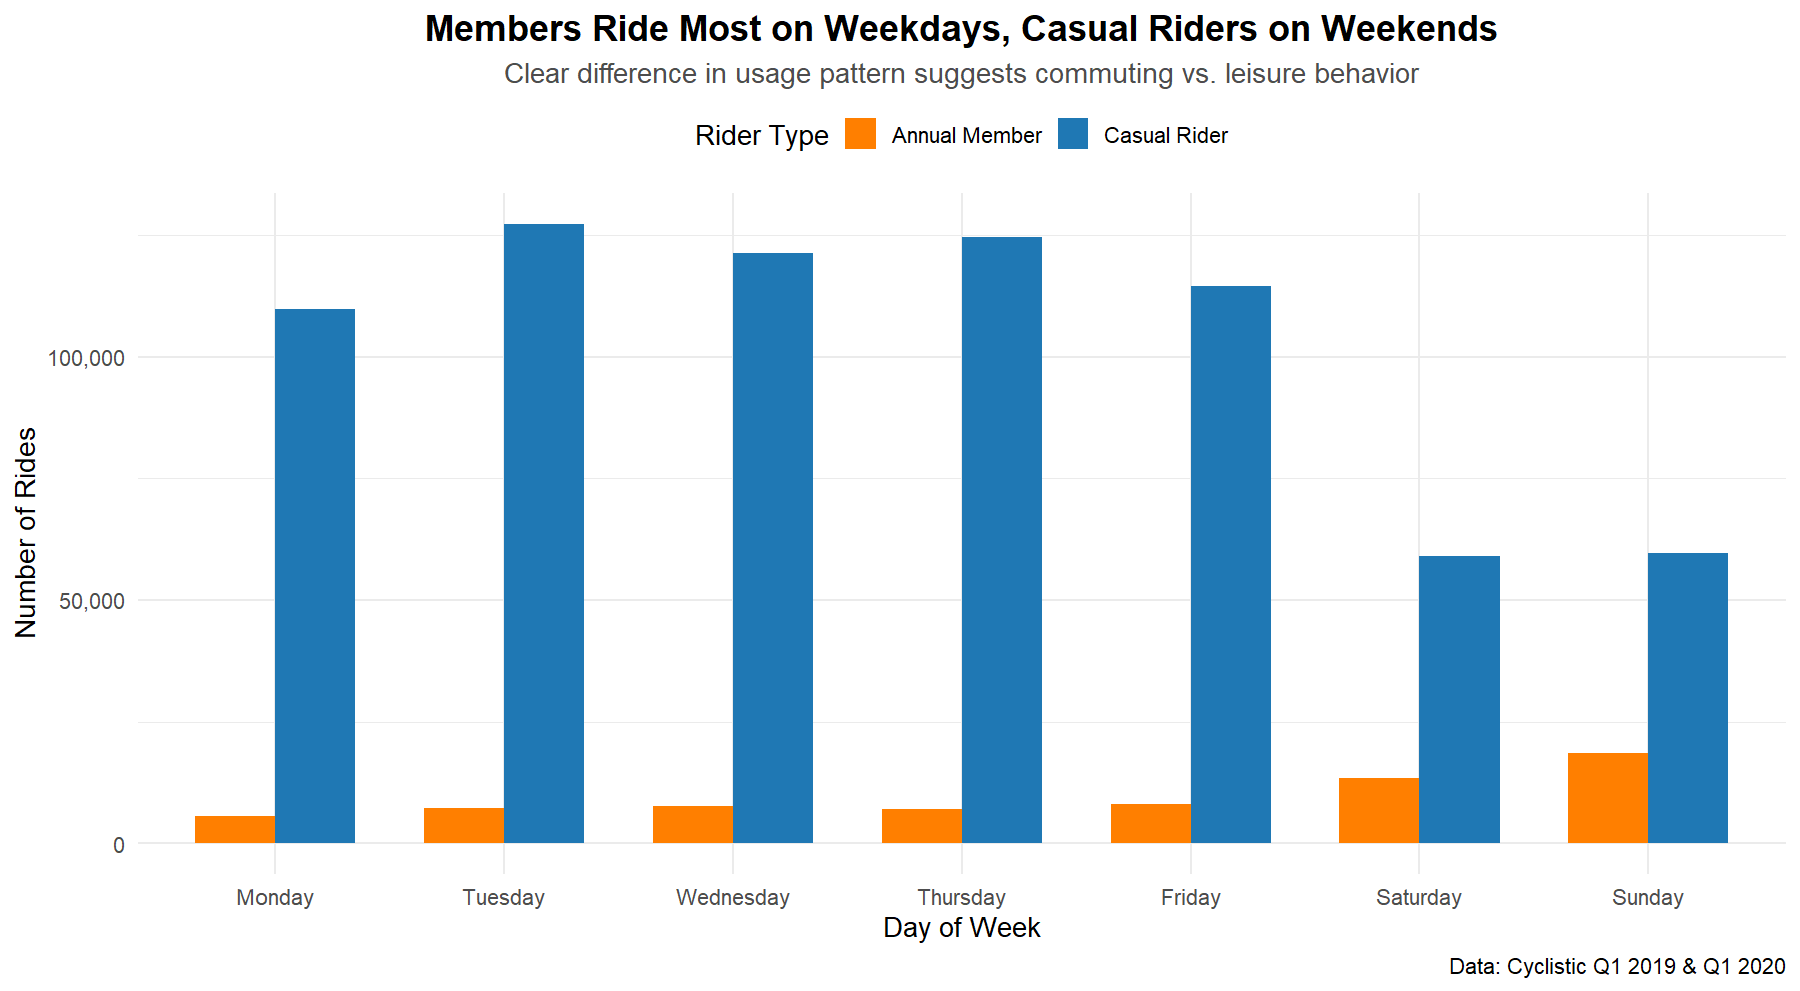 Members Ride Most on Weekdays, Casual Riders on Weekends
Clear difference in usage pattern suggests commuting vs. leisure behavior
Rider Type Annual Member Casual Rider
100,000
50,000
0
Number of Rides
Monday Tuesday Wednesday Thursday Friday Saturday Sunday
Day of Week
Data: Cyclistic Q1 2019 & Q1 2020